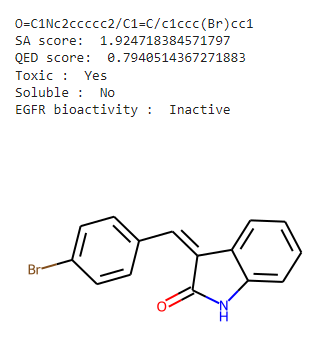 O=C1Nc2ccccc2/C1=C/c1ccc(Br)cc1
SA score:  1.924718384571797
QED score:  0.7940514367271883
Toxic :  Yes
Soluble :  No
EGFR bioactivity :  Inactive
Br
O
N
H